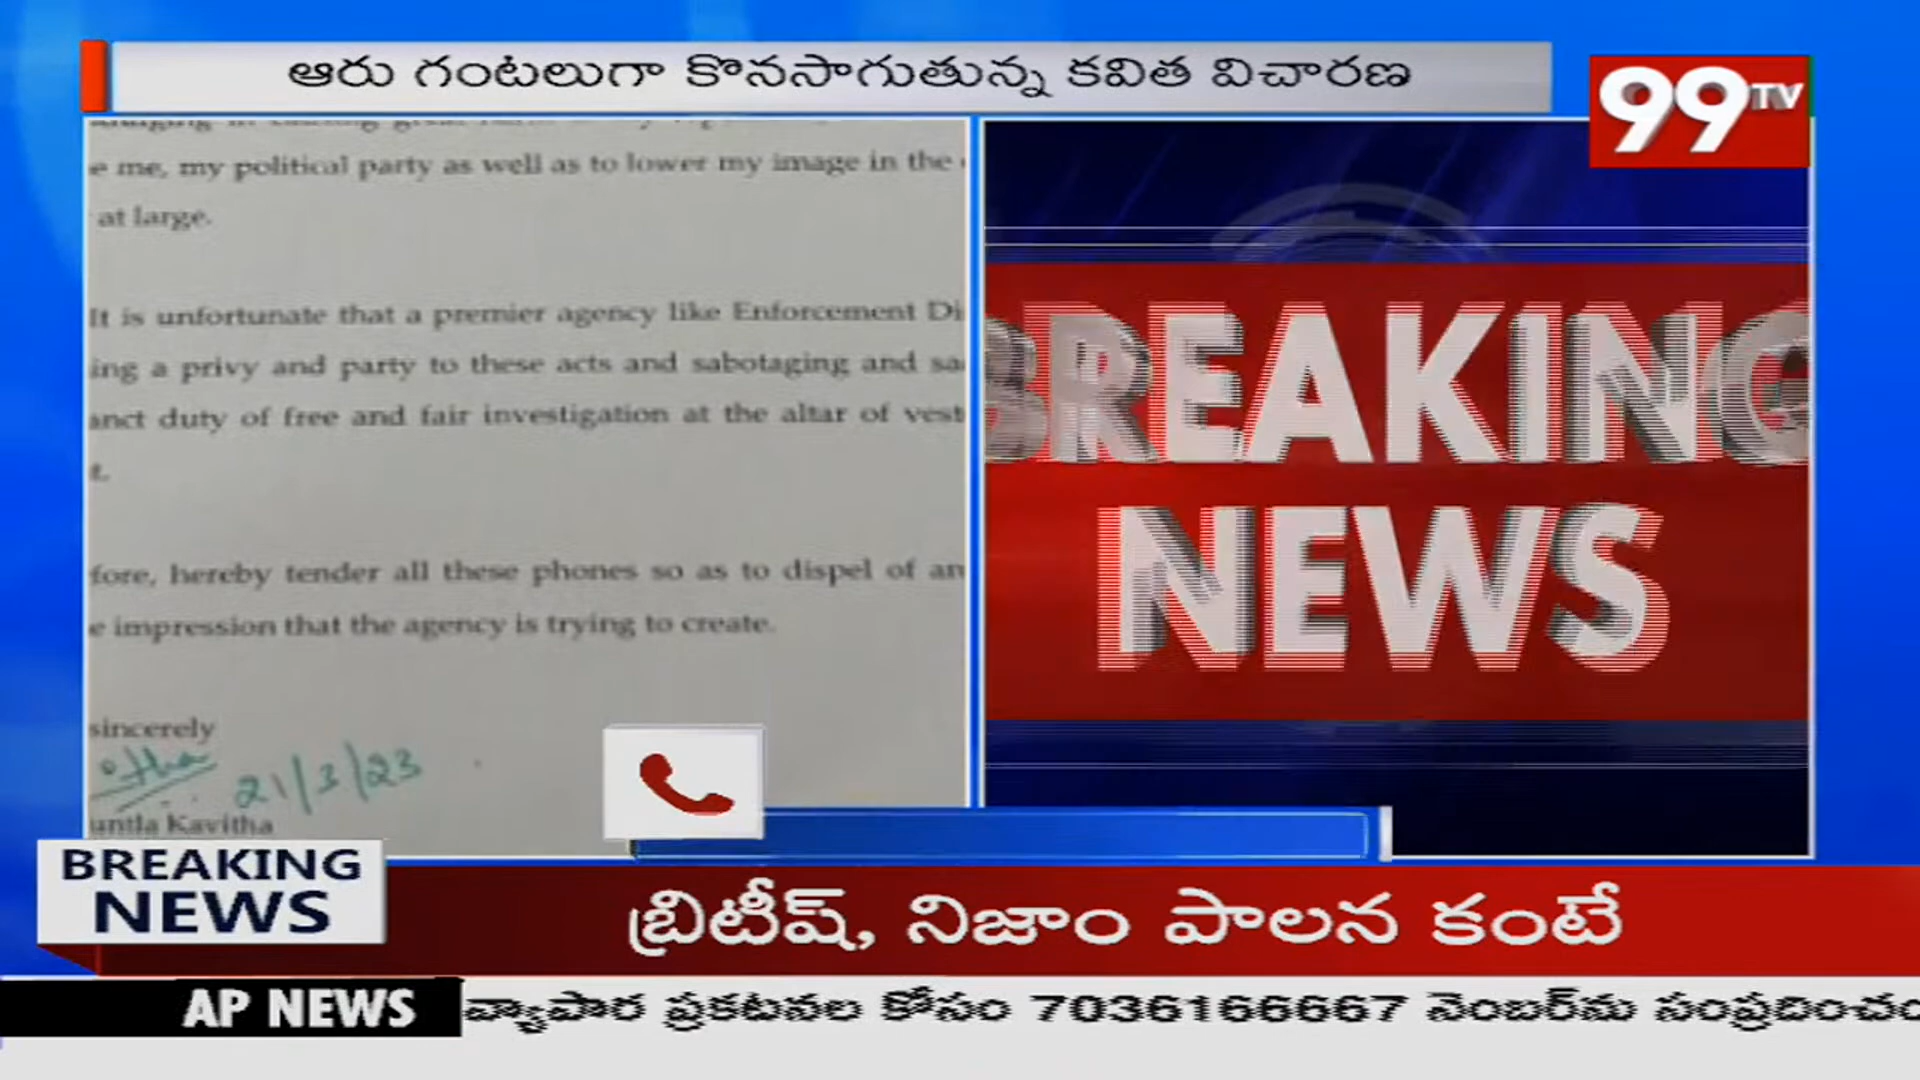 ఆరు గంటలుగా కొనసాగుతున్న కవిత విచారణ
99TV
e me, my political party as well as to lower my image in the
at large.
It is unfortunate that a premier agency like Enforcement Di
ing a privy and party to these acts and sabotaging and sa
anct duty of free and fair investigation at the altar of vest
t.
fore, hereby tender all these phones so as to dispel of an
e impression that the agency is trying to create.
sincerely
21/3/23
untla Kavitha
BREAKING
NEWS
BREAKING
NEWS
బ్రిటీష్, నిజాం పాలన కంటే
AP NEWS
వ్యాపార ప్రకటనల కోసం 7036166667 నెంబర్‌ను సంప్రదించం